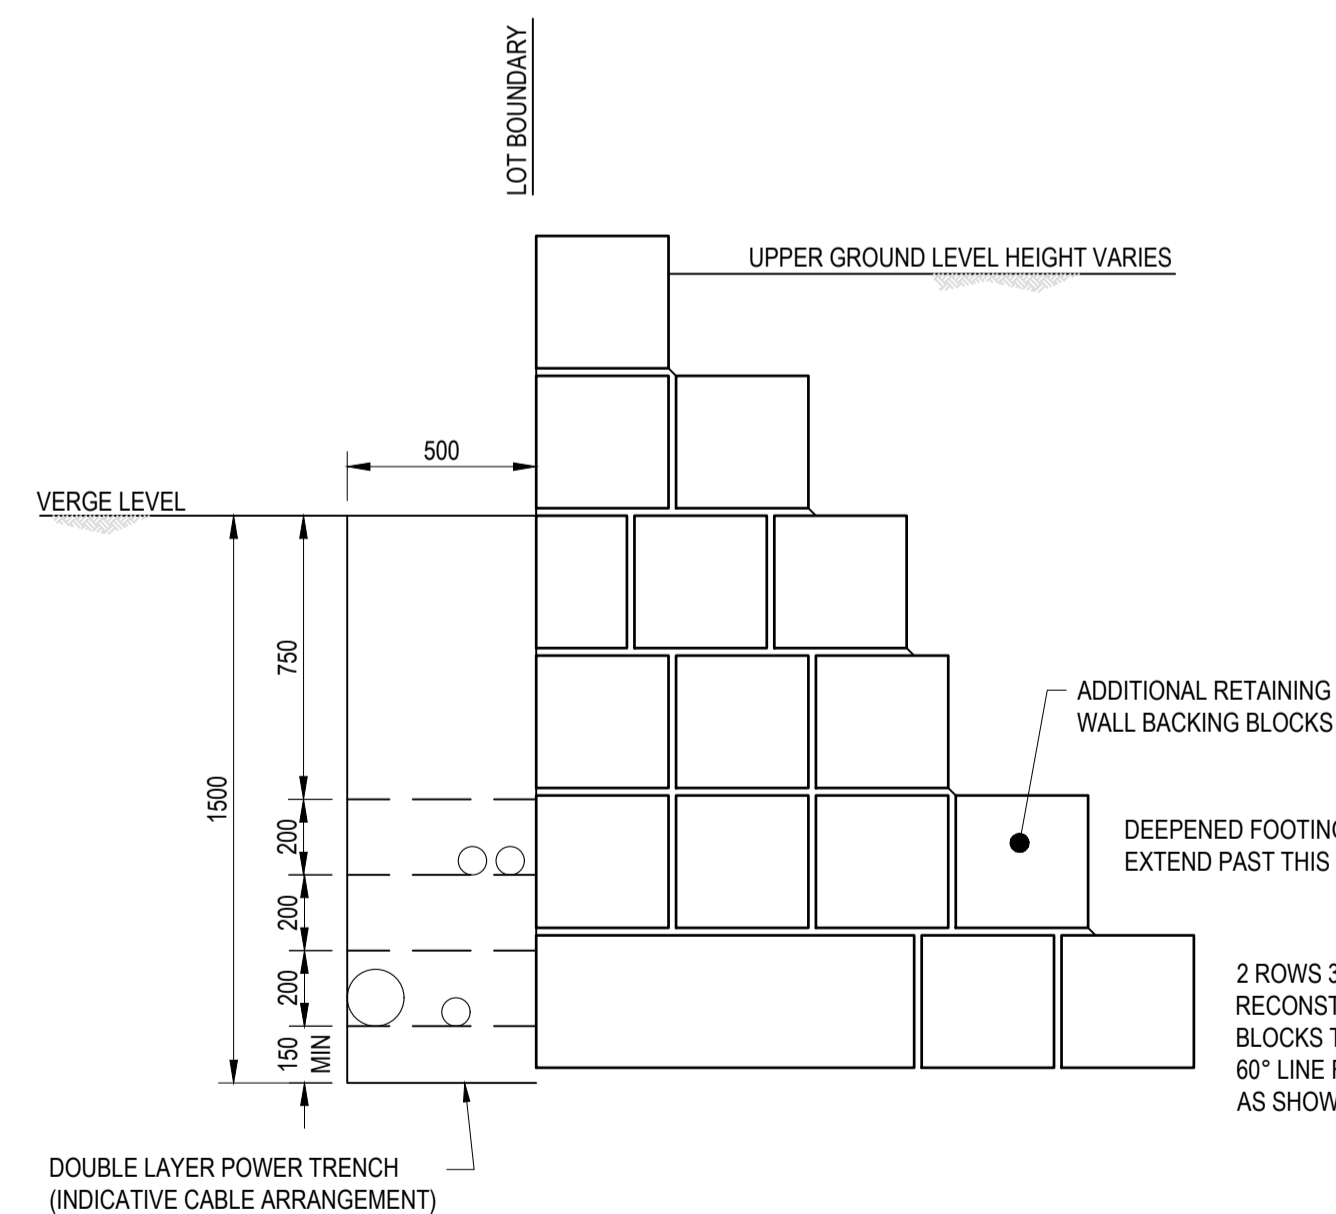 LOT BOUNDARY
UPPER GROUND LEVEL HEIGHT VARIES
500
VERGE LEVEL
750
1500
ADDITIONAL RETAINING
WALL BACKING BLOCKS
200
DEEPENED FOOTING
EXTEND PAST THIS
200
200
2 ROWS 3
RECONST
BLOCKS T
60° LINE
AS SHOW
150
MIN
DOUBLE LAYER POWER TRENCH
(INDICATIVE CABLE ARRANGEMENT)